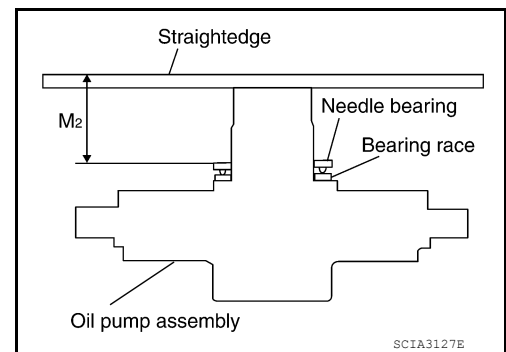 Straightedge
M2
Needle bearing
Bearing race
Oil pump assembly
SCIA3127E